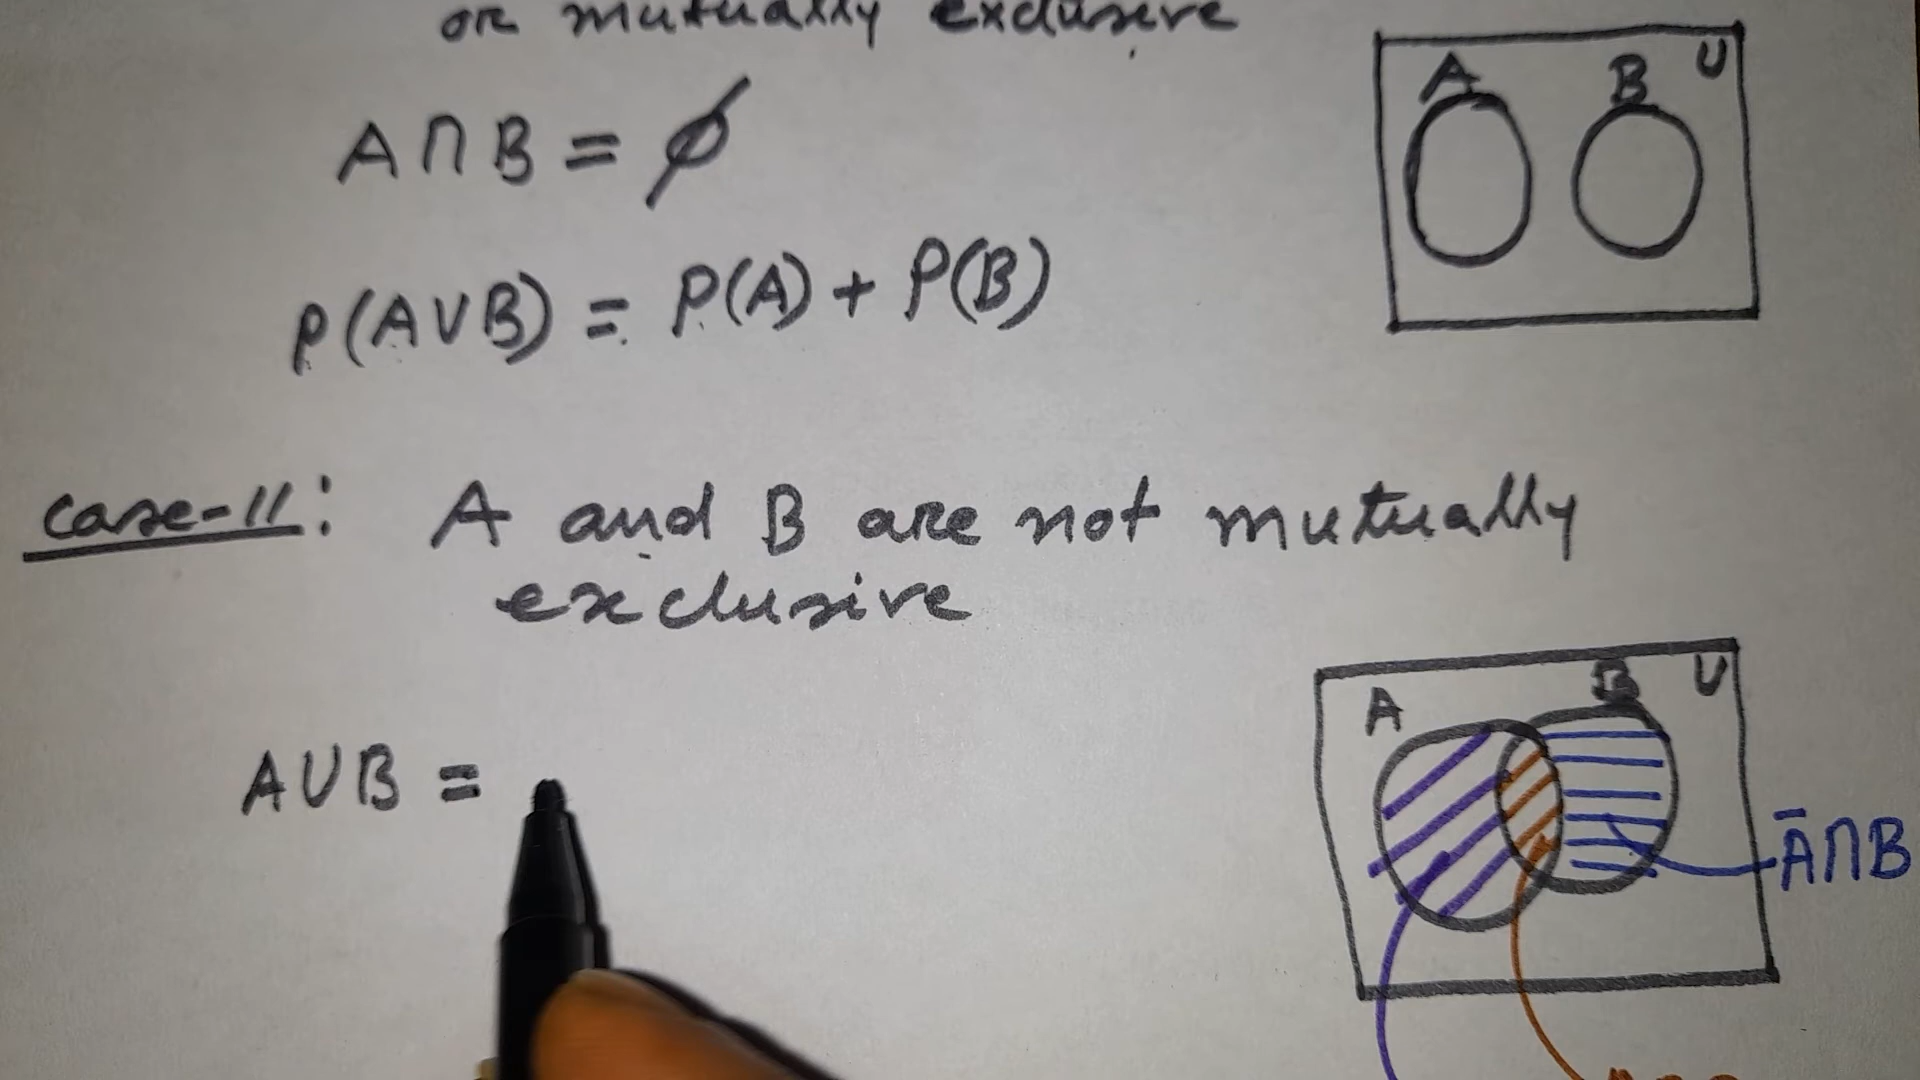 or mutually exclusive
A∩B = ∅
A B U
P(A∪B) = P(A) + P(B)
case-II: A and B are not mutually
exclusive
A B U
A∪B =
Ā∩B